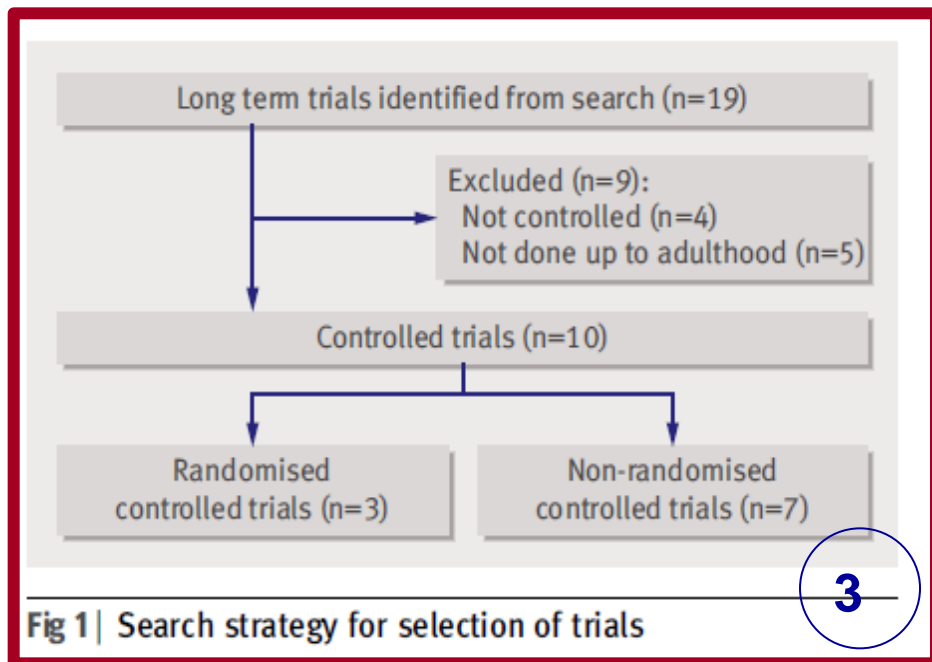 Long term trials identified from search (n=19)
Excluded (n=9):
Not controlled (n=4)
Not done up to adulthood (n=5)
Controlled trials (n=10)
Randomised
controlled trials (n=3)
Non-randomised
controlled trials (n=7)
3
Fig 1 | Search strategy for selection of trials